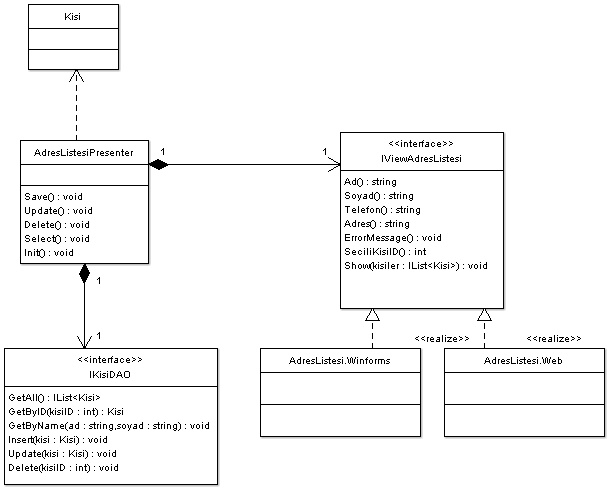 Kisi
AdresListesiPresenter
Save() : void
Update() : void
Delete() : void
Select() : void
Init() : void
1
1
<<interface>>
IViewAdresListesi
Ad() : string
Soyad() : string
Telefon() : string
Adres() : string
ErrorMessage() : void
SeciliKisiID() : int
Show(kisiler : IList<Kisi>) : void
1
1
<<interface>>
IKisiDAO
GetAll() : IList<Kisi>
GetByID(kisiID : int) : Kisi
GetByName(ad : string,soyad : string) : void
Insert(kisi : Kisi) : void
Update(kisi : Kisi) : void
Delete(kisiID : int) : void
<<realize>>
<<realize>>
AdresListesi.Winforms
AdresListesi.Web